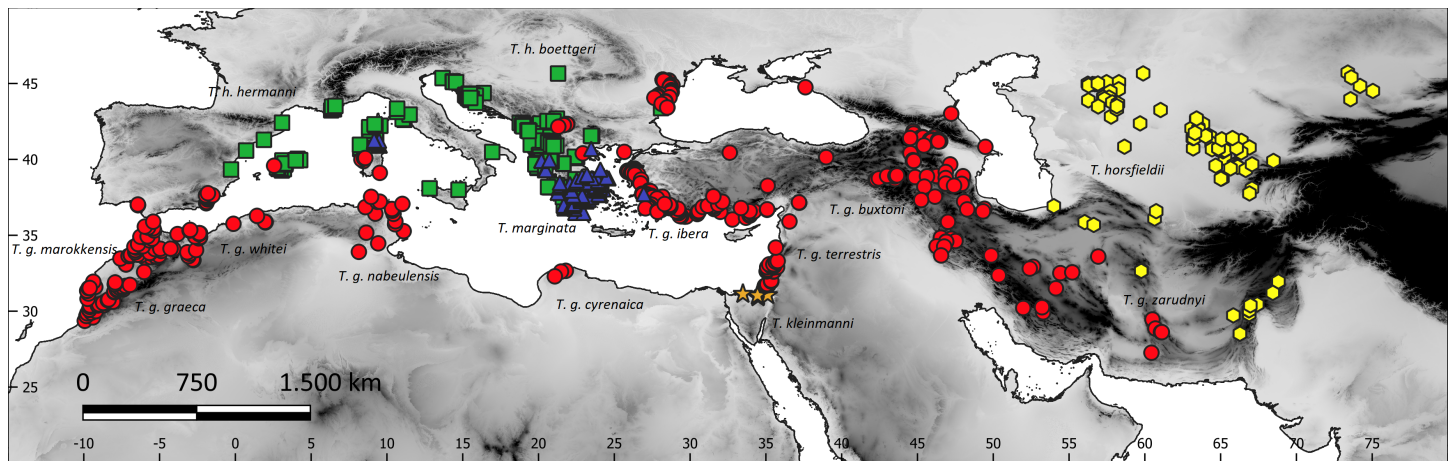 T. h. boettgeri
45
T. h. hermanni
T. horsfieldii
40
T. g. buxtoni
T. marginata
T. g. ibera
35
T. g. marokkensis
T. g. whitei
T. g. terrestris
T. g. nabeulensis
T. g. zarudnyi
T. g. graeca
T. g. cyrenaica
30
T. kleinmanni
0 750 1.500 km
25
-10 -5 0 5 10 15 20 25 30 35 40 45 50 55 60 65 70 75